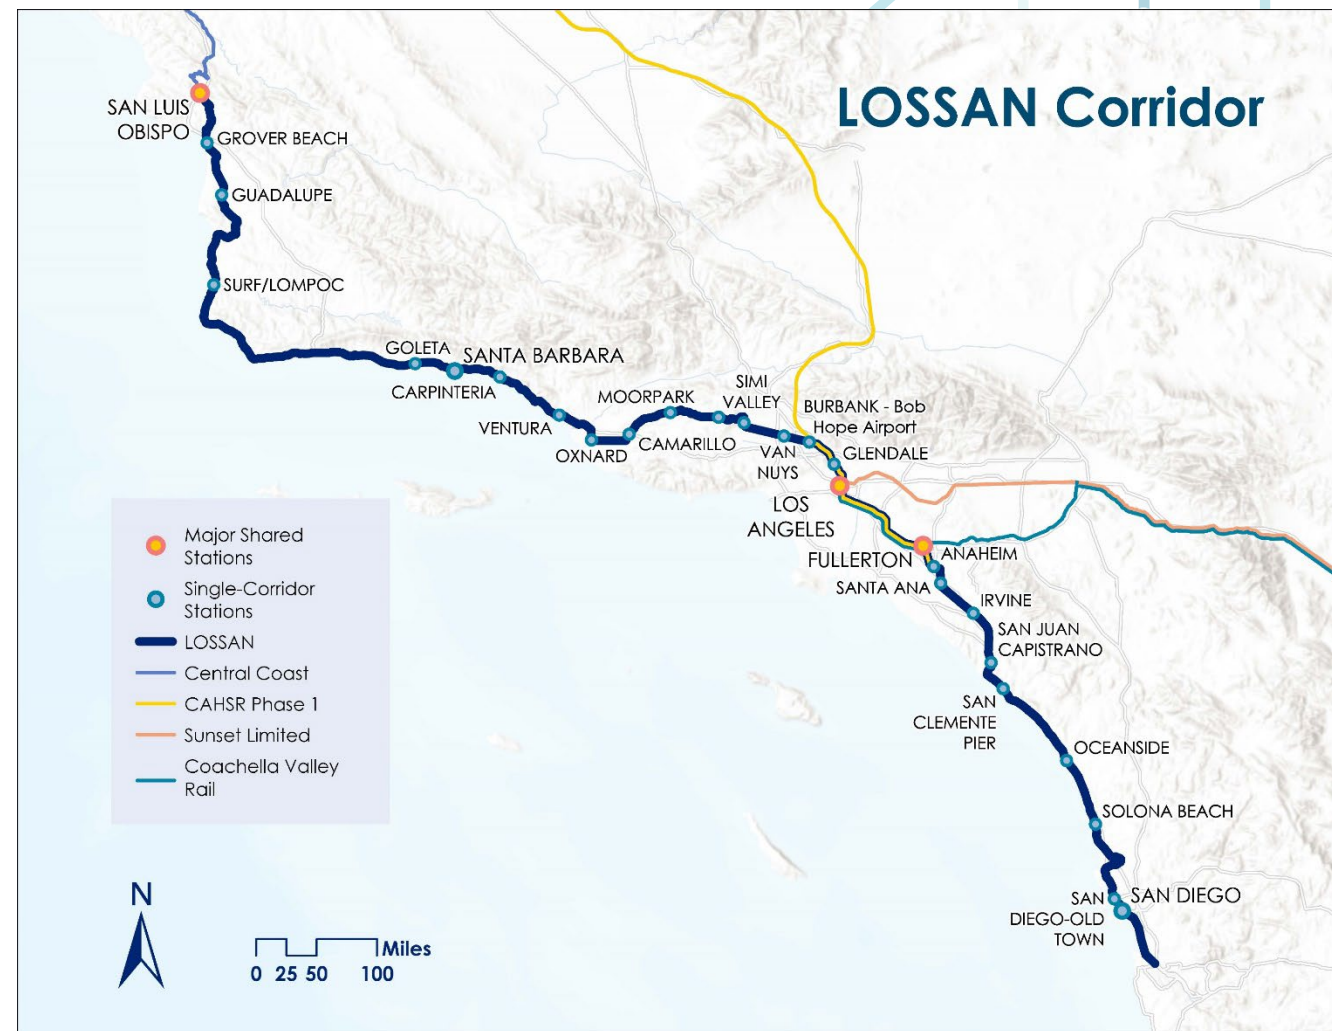 LOSSAN Corridor
SAN LUIS
OBISPO
GROVER BEACH
GUADALUPE
SURF/LOMPOC
GOLETA
SANTA BARBARA
CARPINTERIA
VENTURA
OXNARD
MOORPARK
CAMARILLO
SIMI
VALLEY
VAN
NUYS
BURBANK - Bob
Hope Airport
GLENDALE
LOS
ANGELES
FULLERTON
ANAHEIM
SANTA ANA
IRVINE
SAN JUAN
CAPISTRANO
SAN
CLEMENTE
PIER
OCEANSIDE
SOLONA BEACH
SAN
DIEGO-OLD
TOWN
SAN DIEGO
Major Shared
Stations
Single-Corridor
Stations
LOSSAN
Central Coast
CAHSR Phase 1
Sunset Limited
Coachella Valley
Rail
N
Miles
0 25 50 100